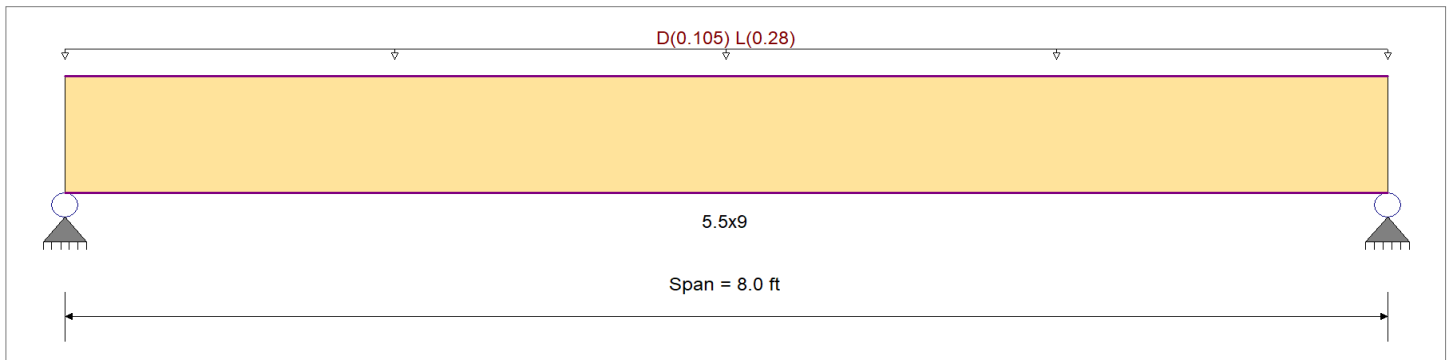 D(0.105) L(0.28)
5.5x9
Span = 8.0 ft